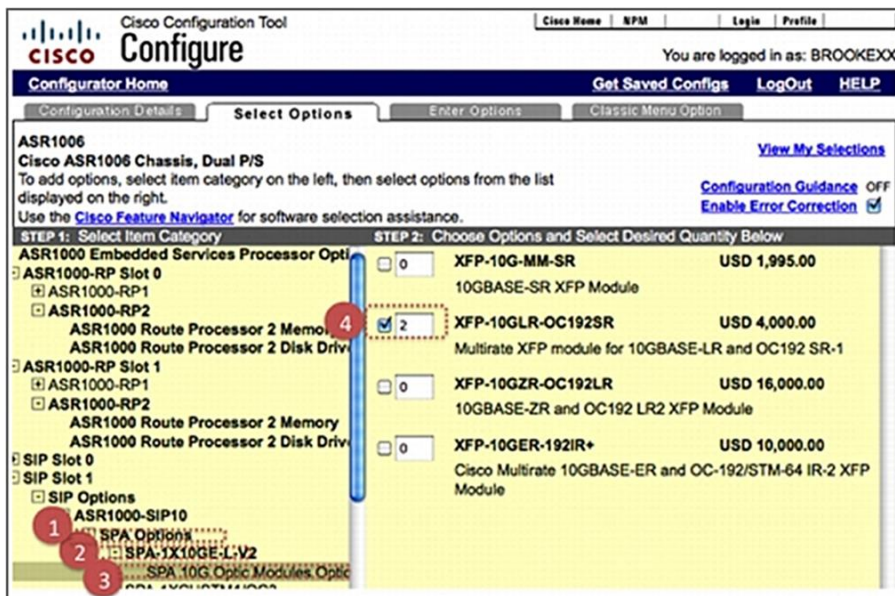 Cisco Configuration Tool
CISCO Configure
Cisco Home NPM Login Profile
You are logged in as: BROOKEXX
Configurator Home Get Saved Configs LogOut HELP
Configuration Details Select Options Enter Options Classic Menu Option
ASR1006
Cisco ASR1006 Chassis, Dual P/S
View My Selections
To add options, select item category on the left, then select options from the list
displayed on the right.
Configuration Guidance OFF
Use the Cisco Feature Navigator for software selection assistance.
Enable Error Correction
STEP 1: Select Item Category
ASR1000 Embedded Services Processor Opti
ASR1000-RP Slot 0
ASR1000-RP1
ASR1000-RP2
ASR1000 Route Processor 2 Memo
ASR1000 Route Processor 2 Disk Driv
ASR1000-RP Slot 1
ASR1000-RP1
ASR1000-RP2
ASR1000 Route Processor 2 Memory
ASR1000 Route Processor 2 Disk Driv
SIP Slot 0
SIP Slot 1
SIP Options
ASR1000-SIP10
1 SPA Options
2 SPA-1X10GE-L-V2
3 SPA 10G Optic Modules Optic
STEP 2: Choose Options and Select Desired Quantity Below
0 XFP-10G-MM-SR USD 1,995.00
10GBASE-SR XFP Module
4 2 XFP-10GLR-OC192SR USD 4,000.00
Multirate XFP module for 10GBASE-LR and OC192 SR-1
0 XFP-10GZR-OC192LR USD 16,000.00
10GBASE-ZR and OC192 LR2 XFP Module
0 XFP-10GER-192IR+ USD 10,000.00
Cisco Multirate 10GBASE-ER and OC-192/STM-64 IR-2 XFP
Module